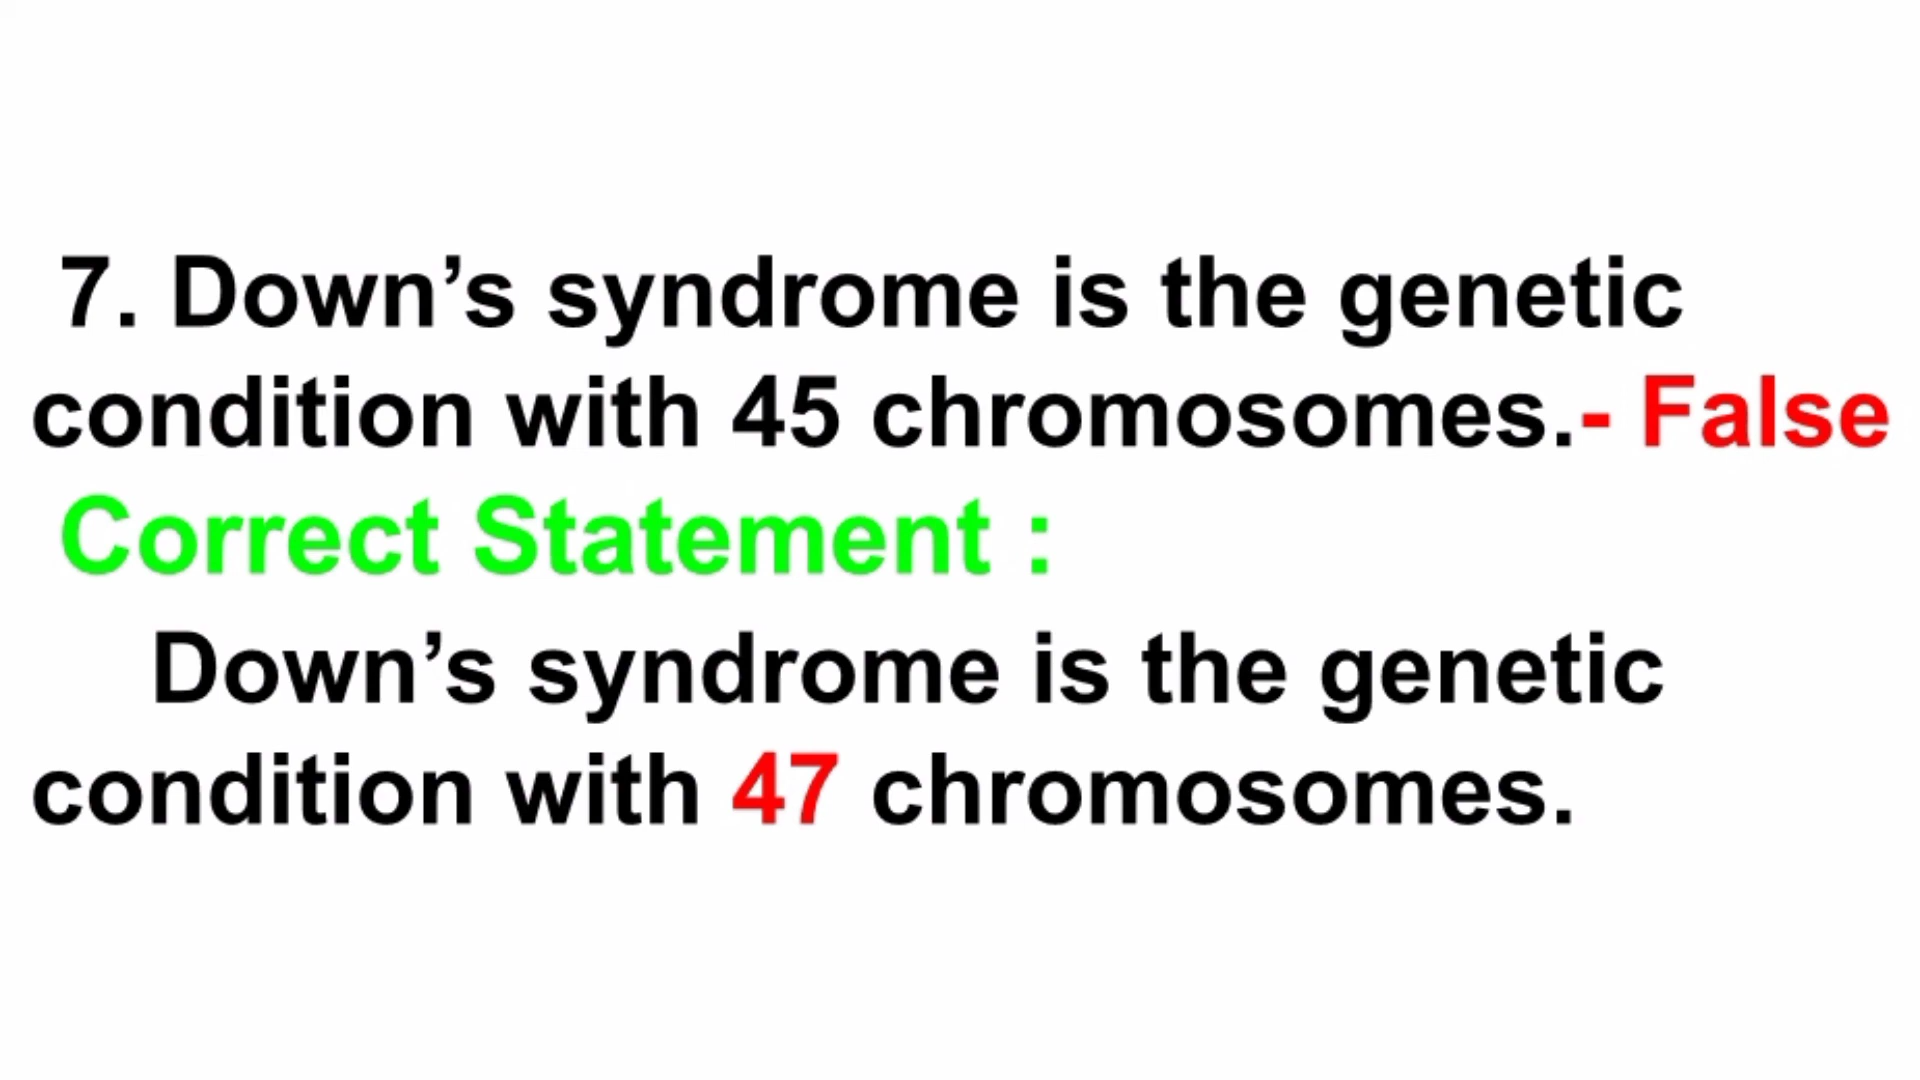 7. Down’s syndrome is the genetic
condition with 45 chromosomes.- False
Correct Statement :
Down’s syndrome is the genetic
condition with 47 chromosomes.